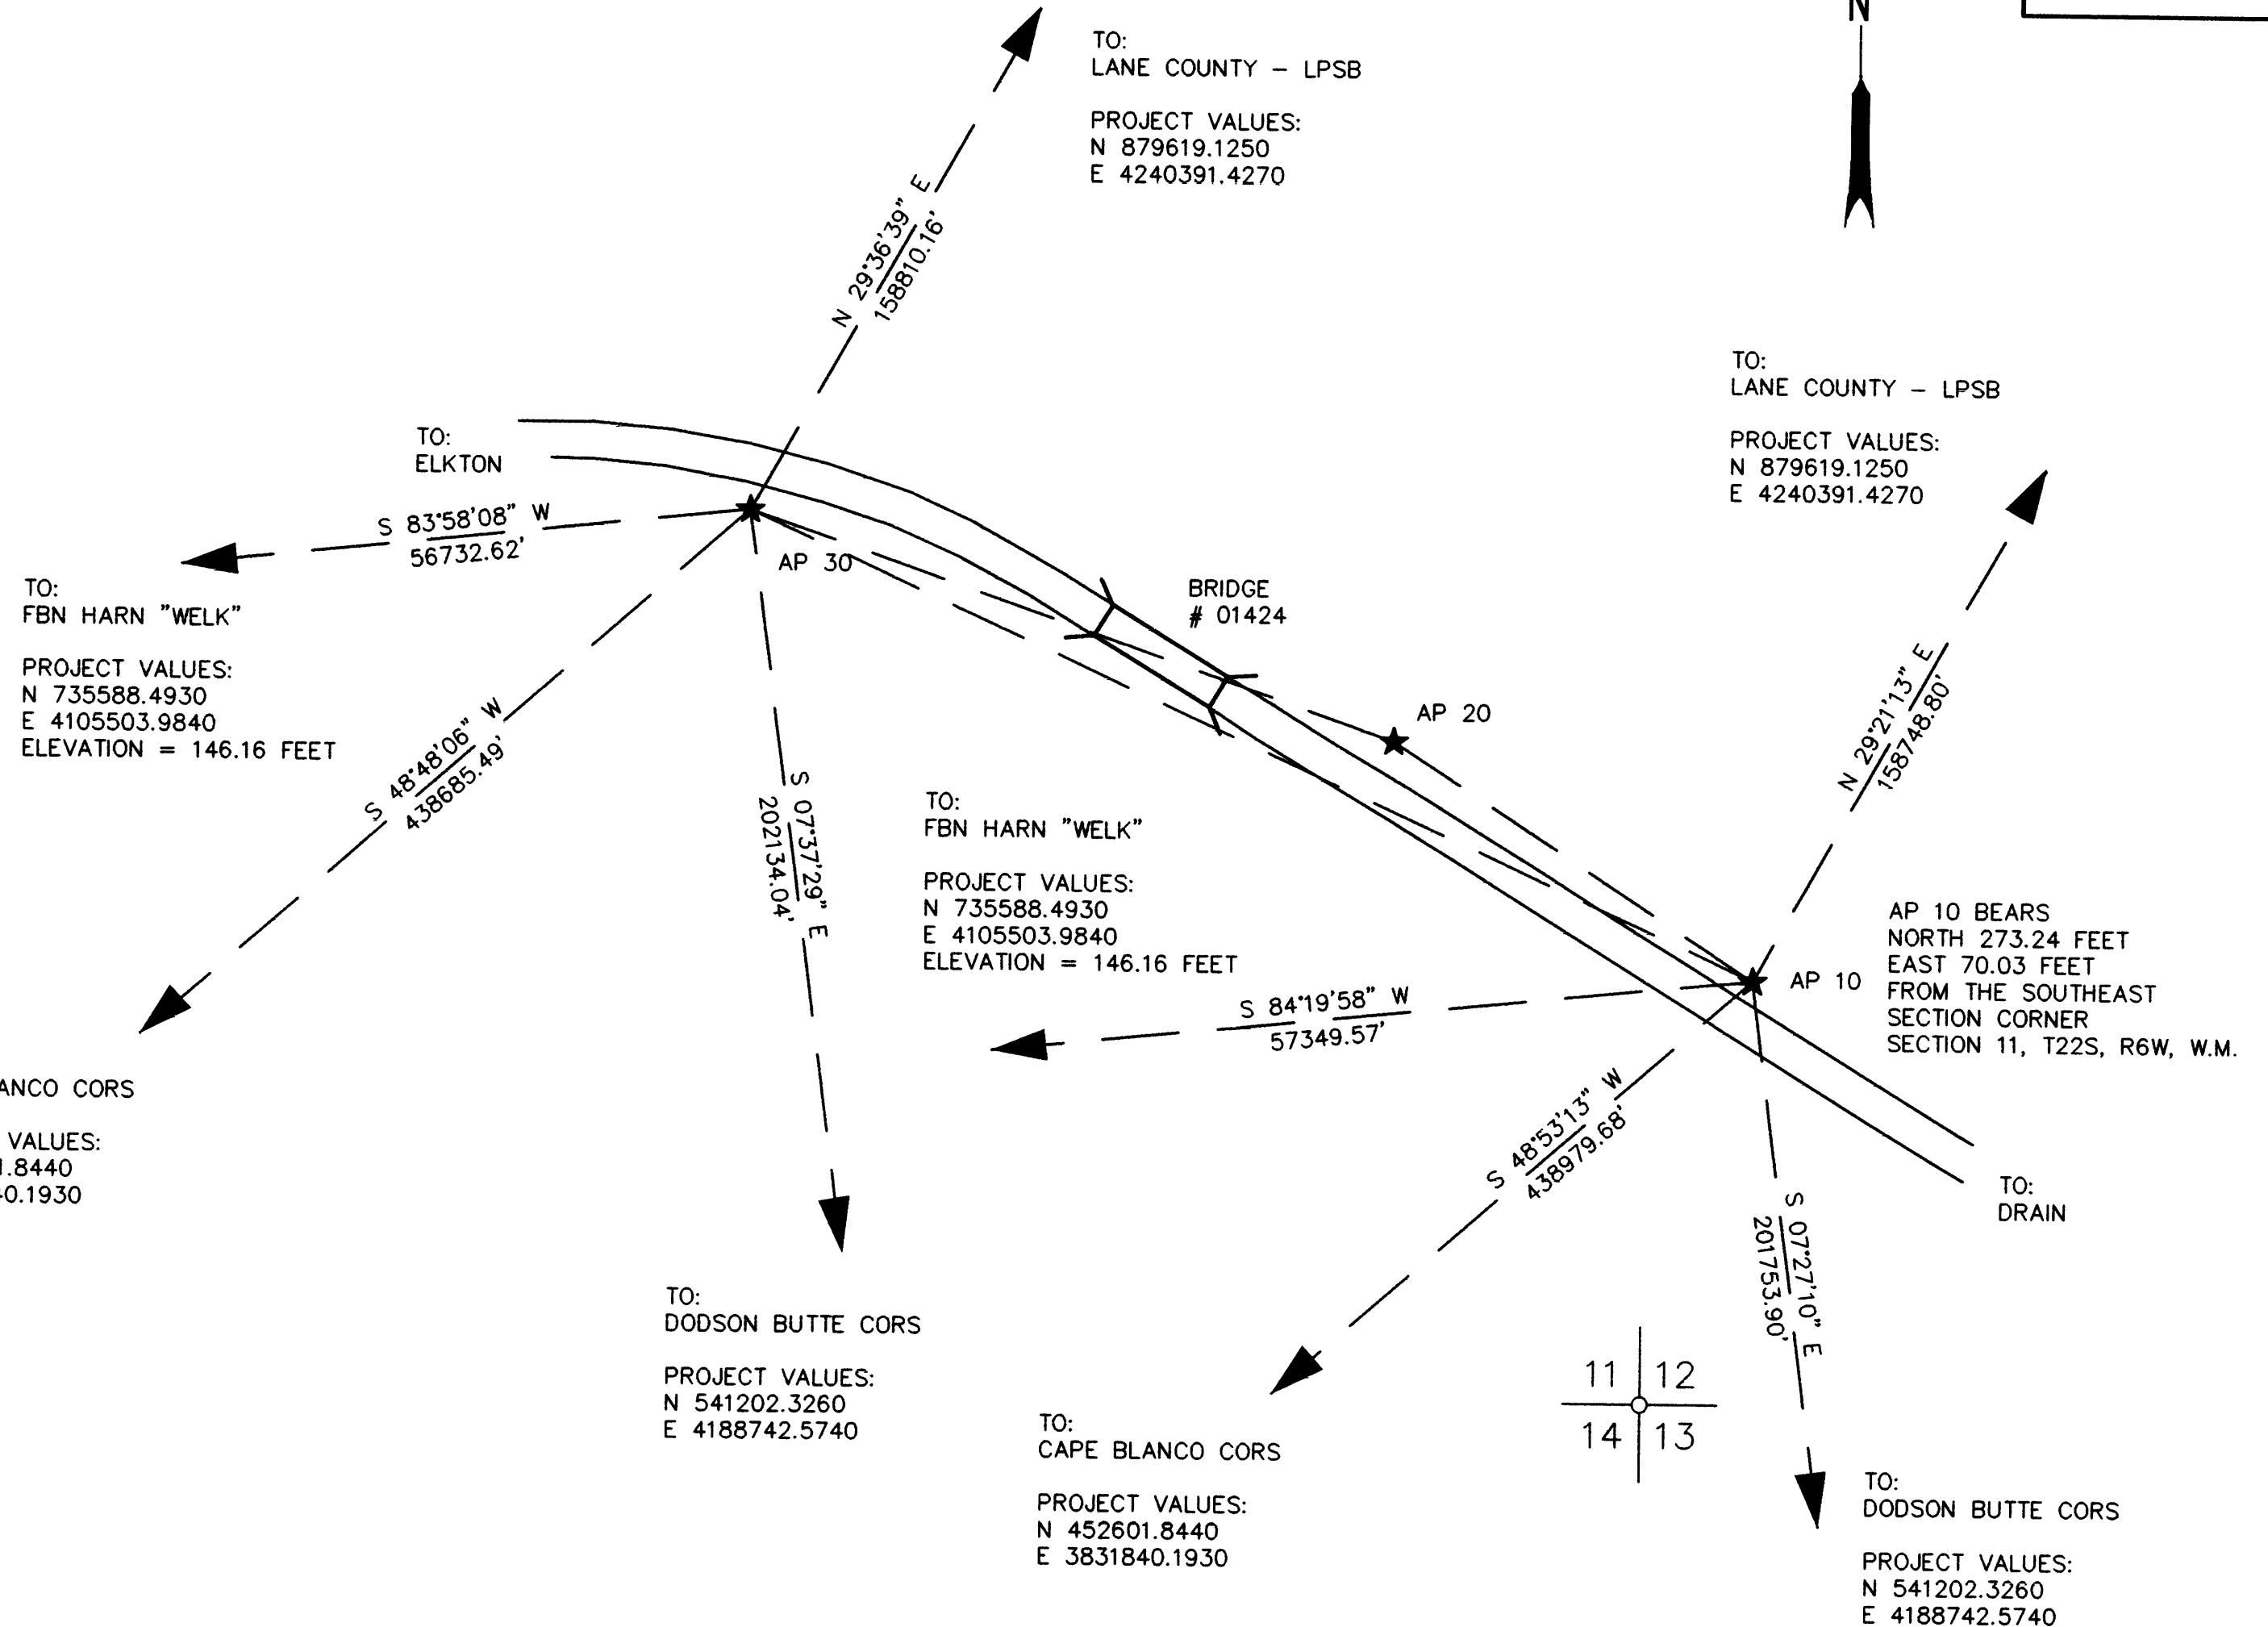 N
TO:
LANE COUNTY - LPSB
PROJECT VALUES:
N 879619.1250
E 4240391.4270
N 29°36'39" E
158810.16'
TO:
LANE COUNTY - LPSB
PROJECT VALUES:
N 879619.1250
E 4240391.4270
TO:
ELKTON
S 83°58'08" W
56732.62'
AP 30
TO:
FBN HARN "WELK"
PROJECT VALUES:
N 735588.4930
E 4105503.9840
ELEVATION = 146.16 FEET
BRIDGE
# 01424
AP 20
N 29°21'13" E
158748.80'
S 48°48'06" W
438685.49'
S 07°37'29" E
202134.04'
TO:
FBN HARN "WELK"
PROJECT VALUES:
N 735588.4930
E 4105503.9840
ELEVATION = 146.16 FEET
S 84°19'58" W
57349.57'
AP 10
AP 10 BEARS
NORTH 273.24 FEET
EAST 70.03 FEET
FROM THE SOUTHEAST
SECTION CORNER
SECTION 11, T22S, R6W, W.M.
ANCO CORS
VALUES:
1.8440
0.1930
S 48°53'13" W
438979.68'
S 07°27'10" E
201753.90'
TO:
DRAIN
TO:
DODSON BUTTE CORS
PROJECT VALUES:
N 541202.3260
E 4188742.5740
TO:
CAPE BLANCO CORS
PROJECT VALUES:
N 452601.8440
E 3831840.1930
11 12
14 13
TO:
DODSON BUTTE CORS
PROJECT VALUES:
N 541202.3260
E 4188742.5740